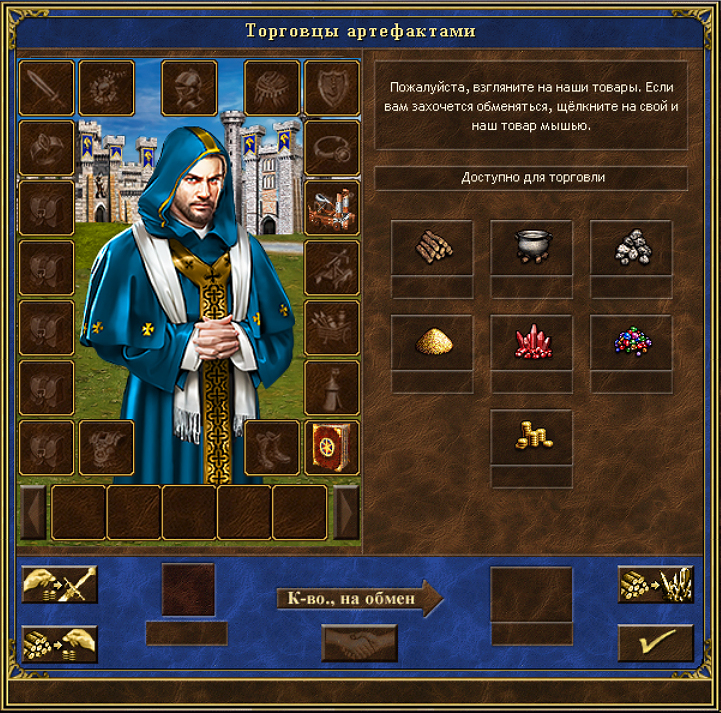 Торговцы артефактами
Пожалуйста, взгляните на наши товары. Если
вам захочется обменяться, щёлкните на свой и
наш товар мышью.
Доступно для торговли
К-во., на обмен